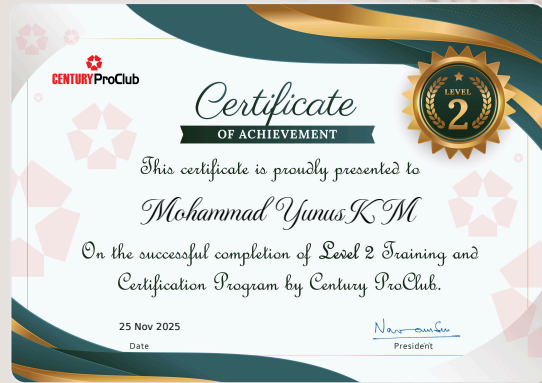 CENTURY ProClub
Certificate
OF ACHIEVEMENT
LEVEL
2
This certificate is proudly presented to
Mohammad Yunus K M
On the successful completion of Level 2 Training and
Certification Program by Century ProClub.
25 Nov 2025
Date
President